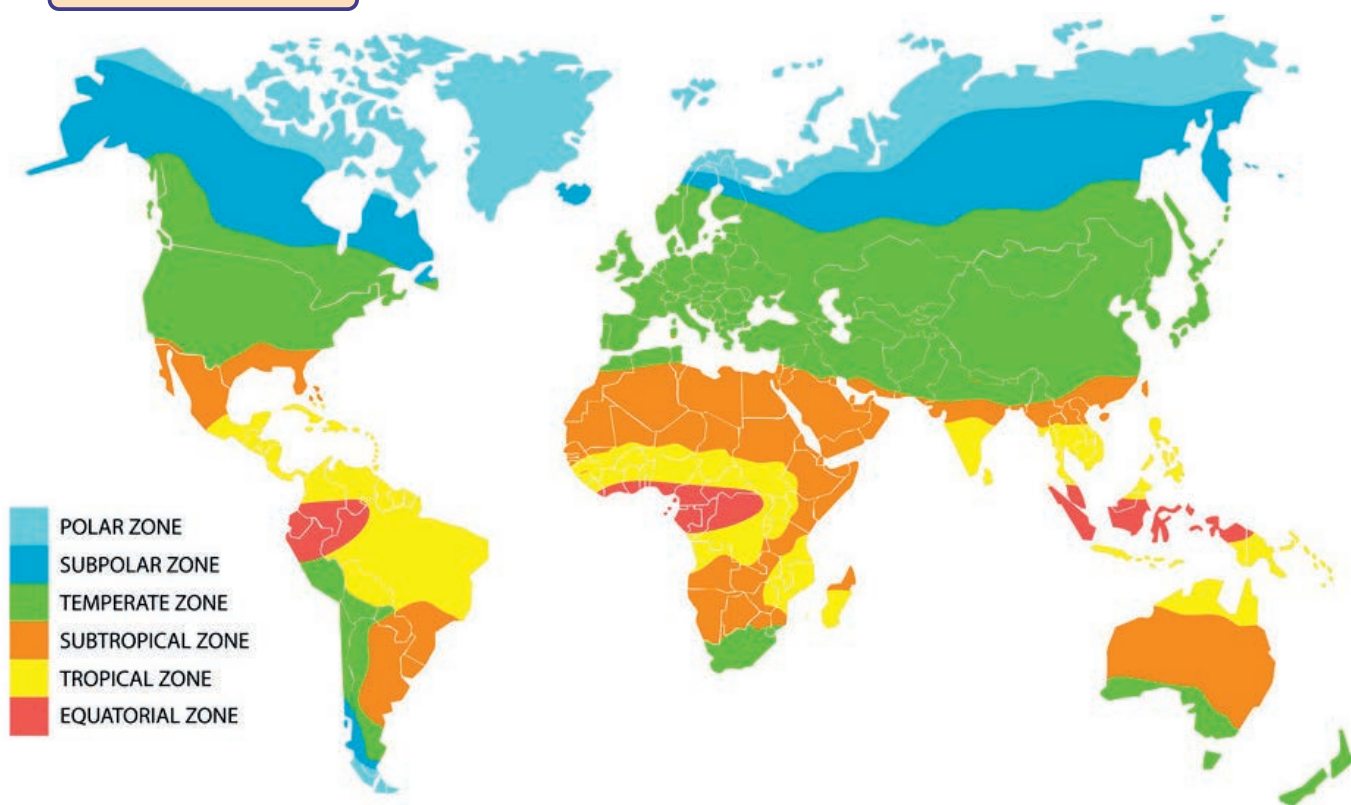 POLAR ZONE
SUBPOLAR ZONE
TEMPERATE ZONE
SUBTROPICAL ZONE
TROPICAL ZONE
EQUATORIAL ZONE